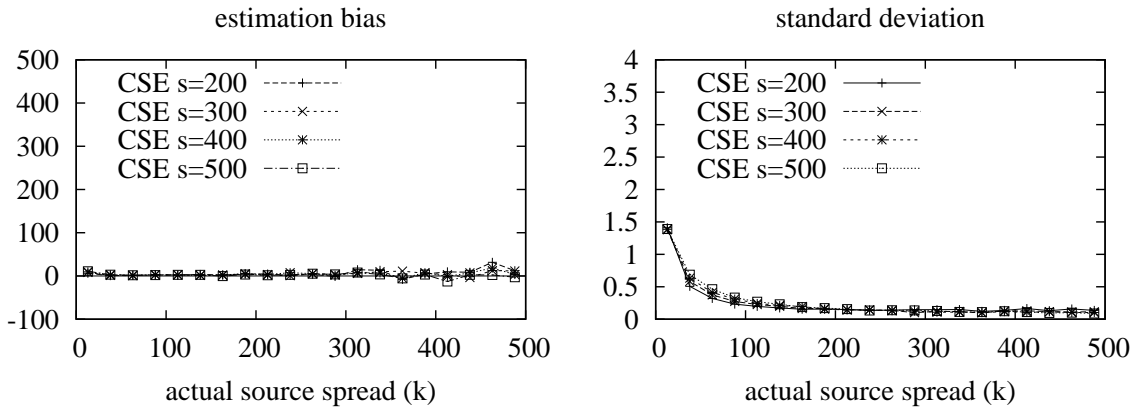 estimation bias
500
400
300
200
100
0
-100
CSE s=200
CSE s=300
CSE s=400
CSE s=500
0 100 200 300 400 500
actual source spread (k)
standard deviation
4
3.5
3
2.5
2
1.5
1
0.5
0
CSE s=200
CSE s=300
CSE s=400
CSE s=500
0 100 200 300 400 500
actual source spread (k)